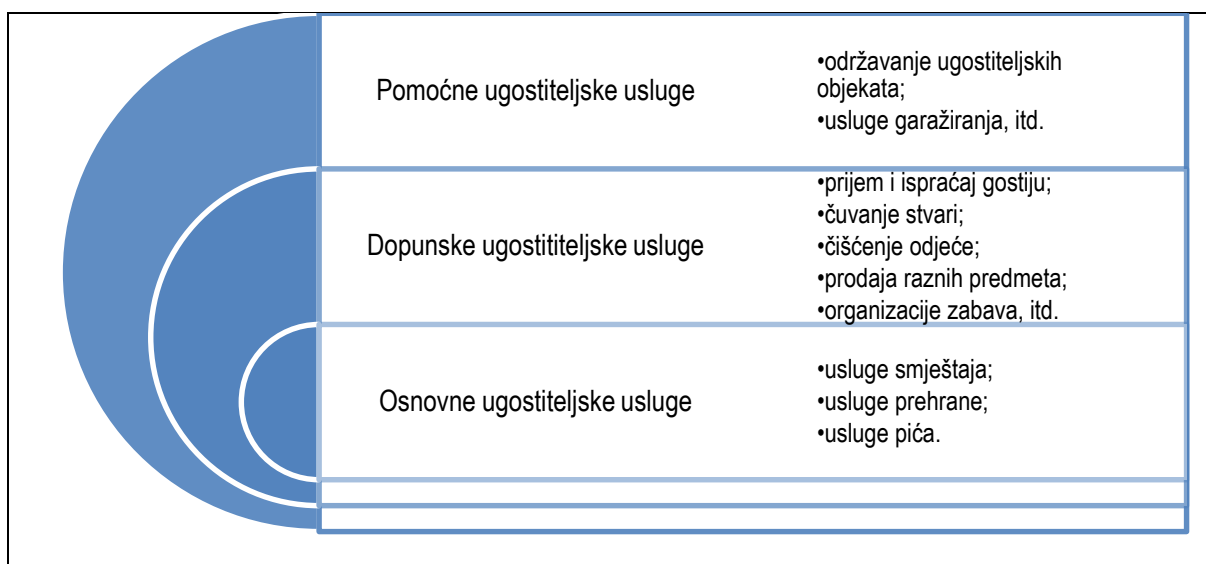 Pomoćne ugostiteljske usluge
•održavanje ugostiteljskih
objekata;
•usluge garažiranja, itd.
Dopunske ugostititeljske usluge
•prijem i ispraćaj gostiju;
•čuvanje stvari;
•čišćenje odjeće;
•prodaja raznih predmeta;
•organizacije zabava, itd.
Osnovne ugostiteljske usluge
•usluge smještaja;
•usluge prehrane;
•usluge pića.